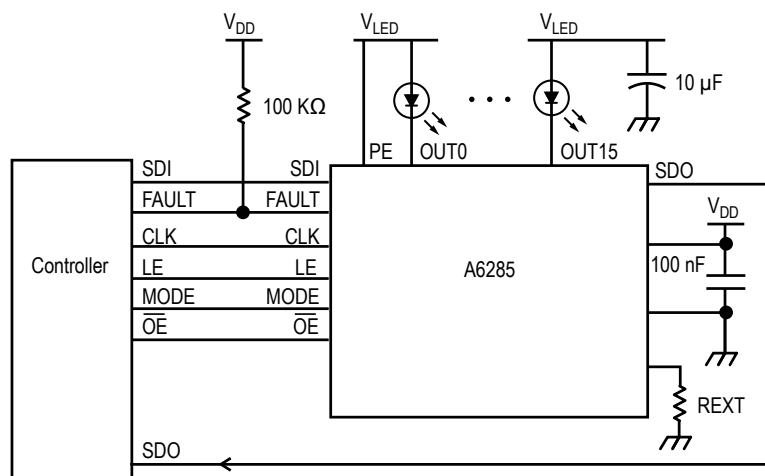 VDD
VLED
VLED
100 KΩ
10 µF
PE
OUT0
OUT15
SDI
SDI
SDO
FAULT
FAULT
VDD
CLK
CLK
Controller
A6285
100 nF
LE
LE
MODE
MODE
OE
OE
REXT
SDO